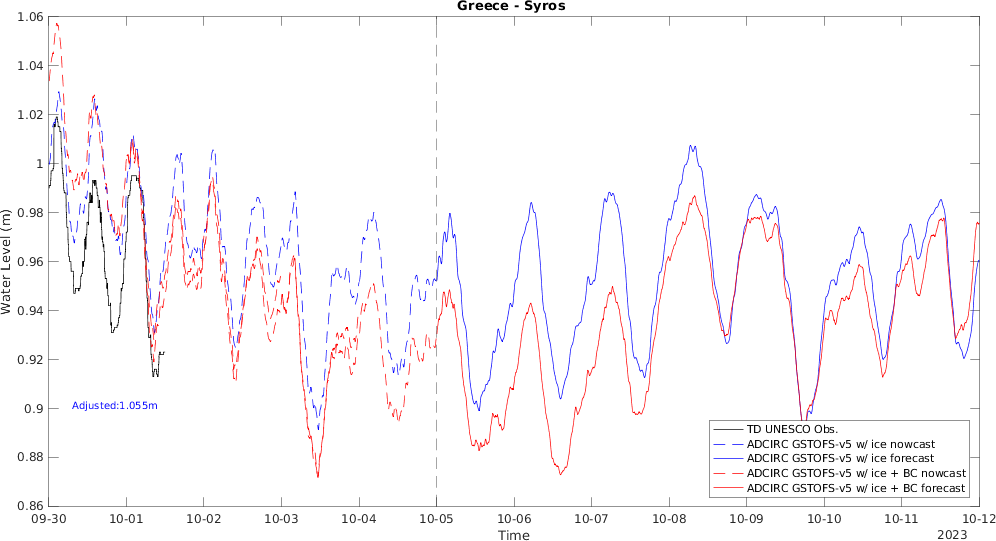 Greece - Syros
Water Level (m)
1.06
1.04
1.02
1
0.98
0.96
0.94
0.92
0.9
0.88
0.86
Adjusted:1.055m
TD UNESCO Obs.
ADCIRC GSTOFS-v5 w/ ice nowcast
ADCIRC GSTOFS-v5 w/ ice forecast
ADCIRC GSTOFS-v5 w/ ice + BC nowcast
ADCIRC GSTOFS-v5 w/ ice + BC forecast
09-30 10-01 10-02 10-03 10-04 10-05 10-06 10-07 10-08 10-09 10-10 10-11 10-12
Time
2023